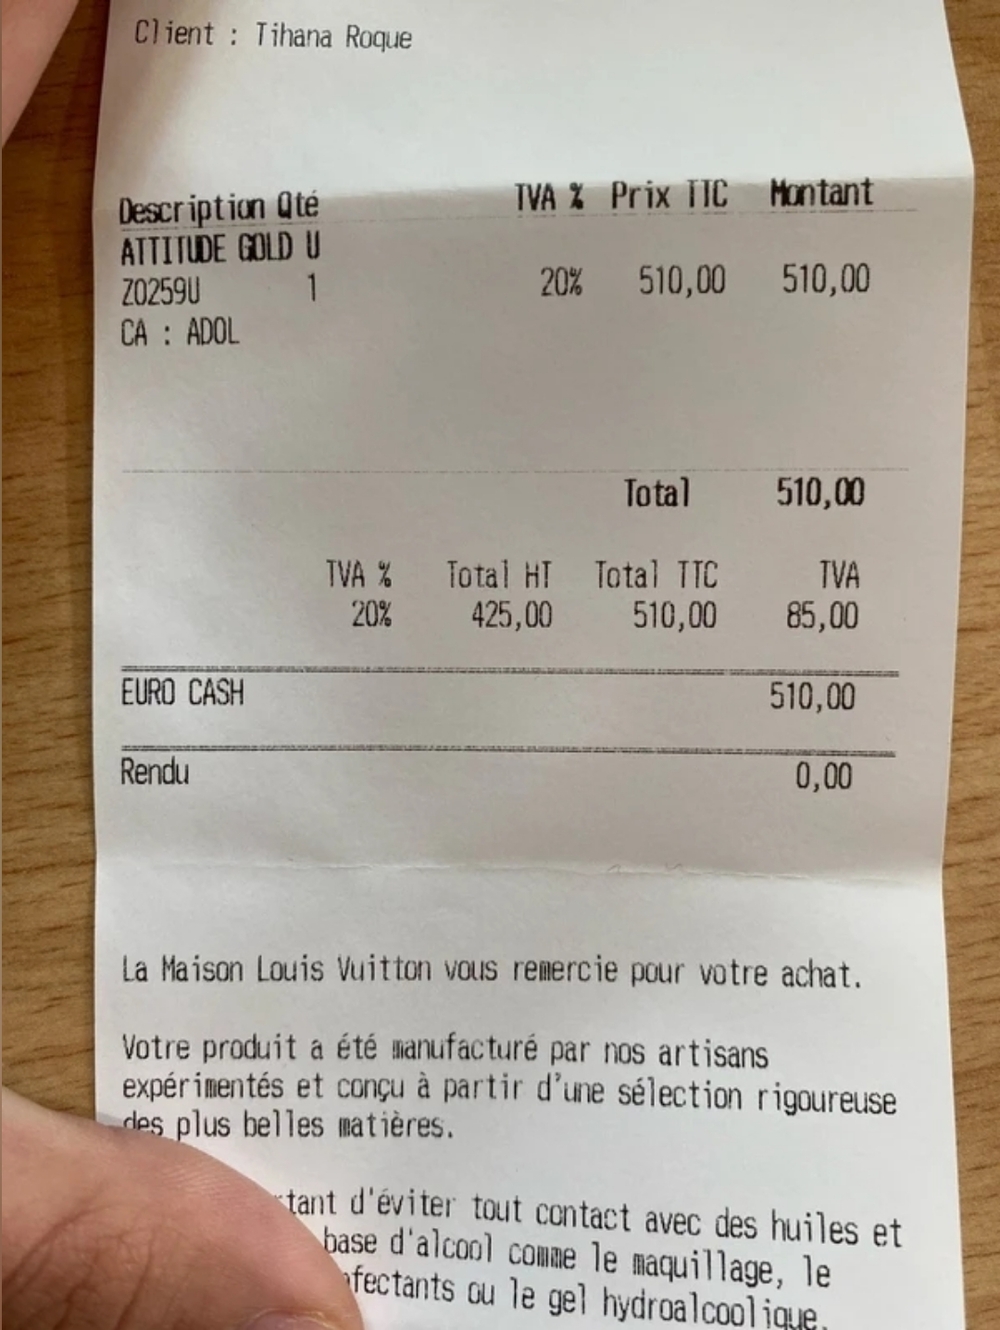 Client : Tihana Roque
Description Qté TVA % Prix TTC Montant
ATTITUDE GOLD U
Z0259U 1 20% 510,00 510,00
CA : ADOL
Total 510,00
TVA % Total HT Total TTC TVA
20% 425,00 510,00 85,00
EURO CASH 510,00
Rendu 0,00
La Maison Louis Vuitton vous remercie pour votre achat.
Votre produit a été manufacturé par nos artisans
expérimentés et conçu à partir d'une sélection rigoureuse
des plus belles matières.
d'éviter tout contact avec des huiles et
base d'alcool comme le maquillage, le
ou le gel hydroalcoolique.